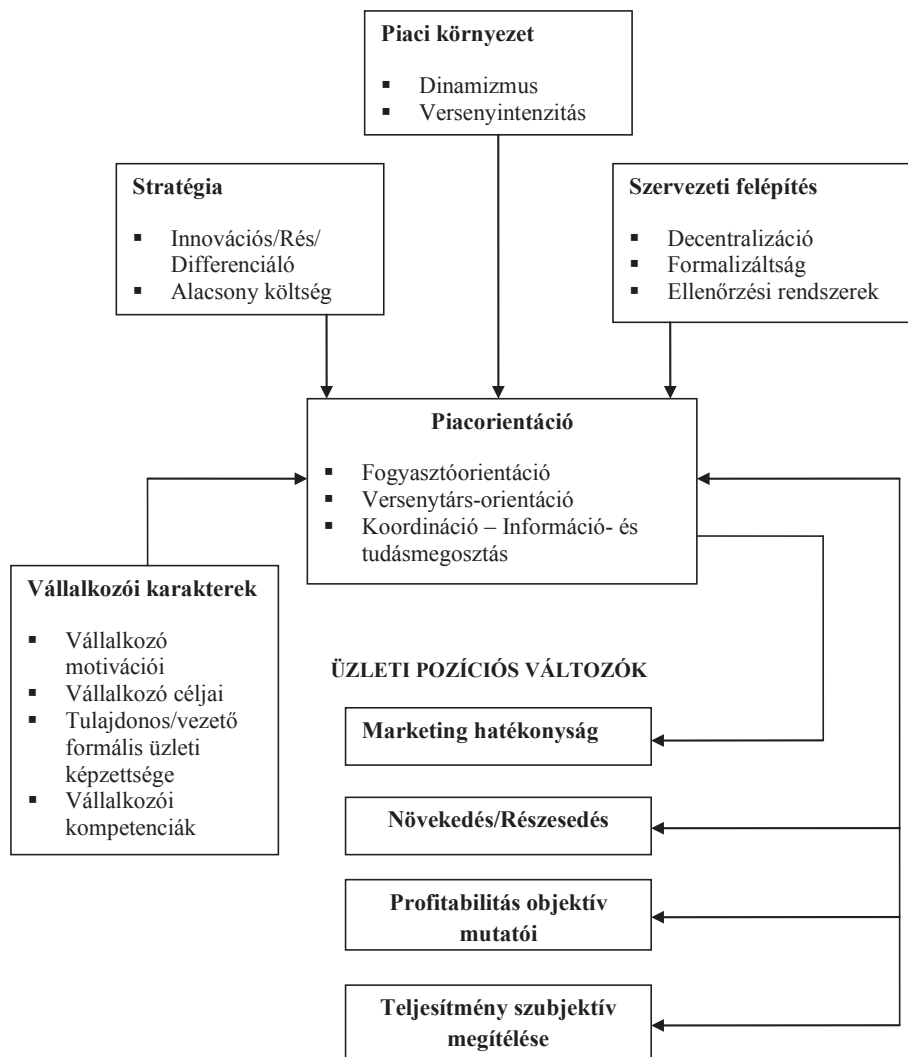 Piaci környezet
▪ Dinamizmus
▪ Versenyintenzitás
Stratégia
▪ Innovációs/Rés/
Differenciáló
▪ Alacsony költség
Szervezeti felépítés
▪ Decentralizáció
▪ Formalizáltság
▪ Ellenőrzési rendszerek
Piacorientáció
▪ Fogyasztóorientáció
▪ Versenytárs-orientáció
▪ Koordináció – Információ- és
tudásmegosztás
Vállalkozói karakterek
▪ Vállalkozó
motivációi
▪ Vállalkozó céljai
▪ Tulajdonos/vezető
formális üzleti
képzettsége
▪ Vállalkozói
kompetenciák
ÜZLETI POZÍCIÓS VÁLTOZÓK
Marketing hatékonyság
Növekedés/Részesedés
Profitabilitás objektív
mutatói
Teljesítmény szubjektív
megítélése